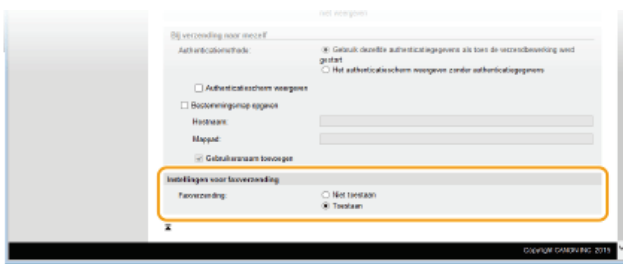 niet weergeven
Bij verzending naar mezelf
Authenticatiemethode:
Gebruik dezelfde authenticatiegegevens als toen de verzendbewerking werd
gestart
Het authenticatiescherm weergeven zonder authenticatiegegevens
Authenticatiescherm weergeven
Bestemmingsmap opgeven
Hostnaam:
Mappad:
Gebruikersnaam toevoegen
Instellingen voor faxverzending
Faxverzending:
Niet toestaan
Toestaan
Copyright CANON INC. 2015